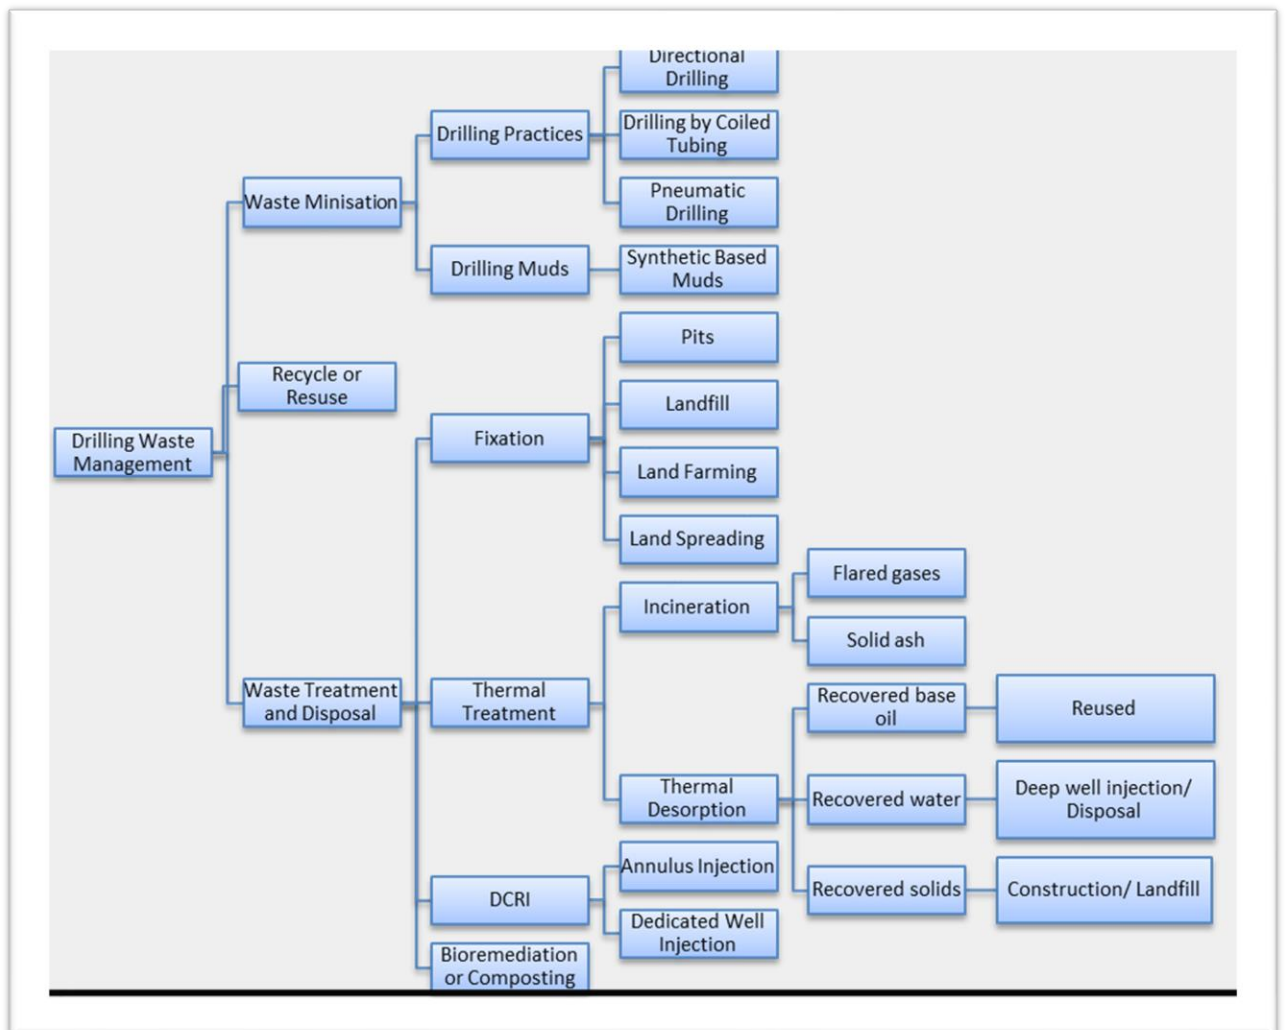 Directional
Drilling
Drilling Practices
Drilling by Coiled
Tubing
Waste Minisation
Pneumatic
Drilling
Drilling Muds
Synthetic Based
Muds
Pits
Recycle or
Resuse
Landfill
Drilling Waste
Management
Fixation
Land Farming
Land Spreading
Flared gases
Incineration
Solid ash
Waste Treatment
and Disposal
Thermal
Treatment
Recovered base
oil
Reused
Thermal
Desorption
Recovered water
Deep well injection/
Disposal
Annulus Injection
DCRI
Recovered solids
Construction/ Landfill
Dedicated Well
Injection
Bioremediation
or Composting